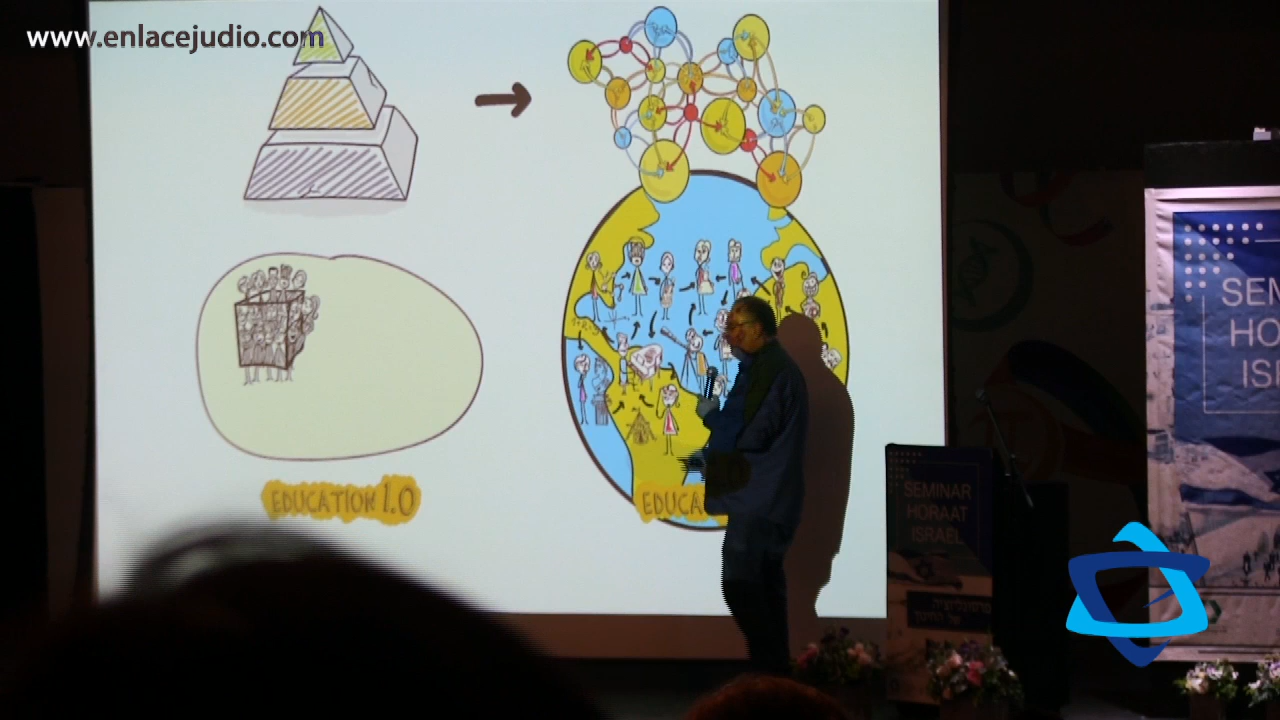 www.enlacejudio.com
EDUCATION 1.0
EDUCA
SEM
HO
IS
SEMINAR
HORAAT
ISRAEL